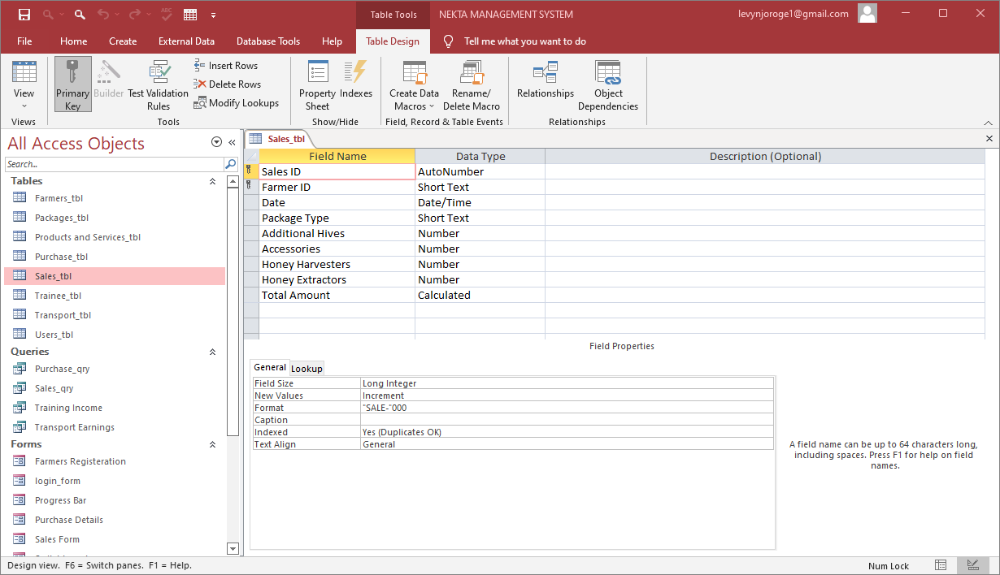 Table Tools
NEKTA MANAGEMENT SYSTEM
levynjoroge1@gmail.com
File
Home
Create
External Data
Database Tools
Help
Table Design
Tell me what you want to do
View
Views
Primary
Key
Builder
Test Validation
Rules
Insert Rows
Delete Rows
Modify Lookups
Tools
Property
Sheet
Indexes
Show/Hide
Create Data
Macros
Rename/
Delete Macro
Field, Record & Table Events
Relationships
Object
Dependencies
Relationships
All Access Objects
Search...
Tables
Farmers_tbl
Packages_tbl
Products and Services_tbl
Purchase_tbl
Sales_tbl
Trainee_tbl
Transport_tbl
Users_tbl
Queries
Purchase_qry
Sales_qry
Training Income
Transport Earnings
Forms
Farmers Registeration
login_form
Progress Bar
Purchase Details
Sales Form
Sales_tbl
Field Name Data Type Description (Optional)
Sales ID AutoNumber
Farmer ID Short Text
Date Date/Time
Package Type Short Text
Additional Hives Number
Accessories Number
Honey Harvesters Number
Honey Extractors Number
Total Amount Calculated
Field Properties
General Lookup
Field Size Long Integer
New Values Increment
Format "SALE-"000
Caption
Indexed Yes (Duplicates OK)
Text Align General
A field name can be up to 64 characters long,
including spaces. Press F1 for help on field
names.
Design view. F6 = Switch panes. F1 = Help.
Num Lock